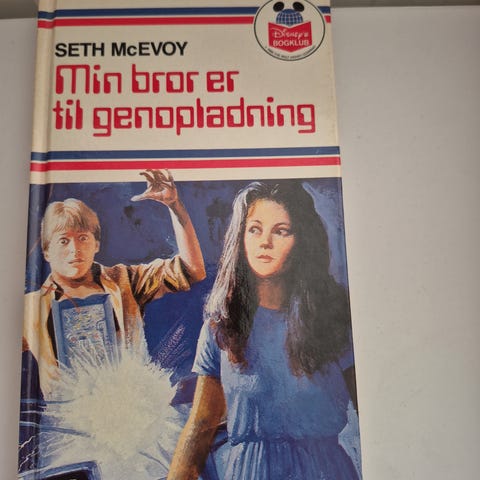 SETH McEVOY
Min bror er
til genopladning
Disney's
BOGKLUB